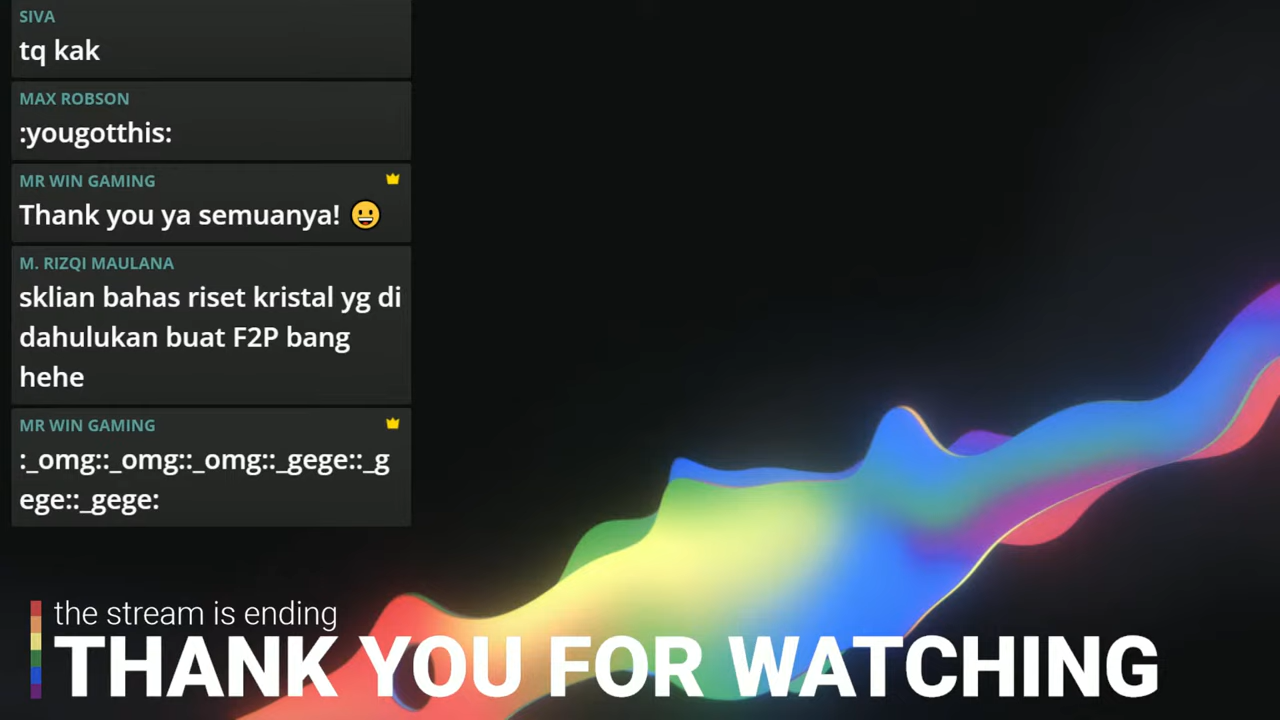 SIVA
tq kak
MAX ROBSON
:yougotthis:
MR WIN GAMING
Thank you ya semuanya! 😀
M. RIZQI MAULANA
sklian bahas riset kristal yg di
dahulukan buat F2P bang
hehe
MR WIN GAMING
:_omg::_omg::_omg::_gege::_g
ege::_gege:
the stream is ending
THANK YOU FOR WATCHING